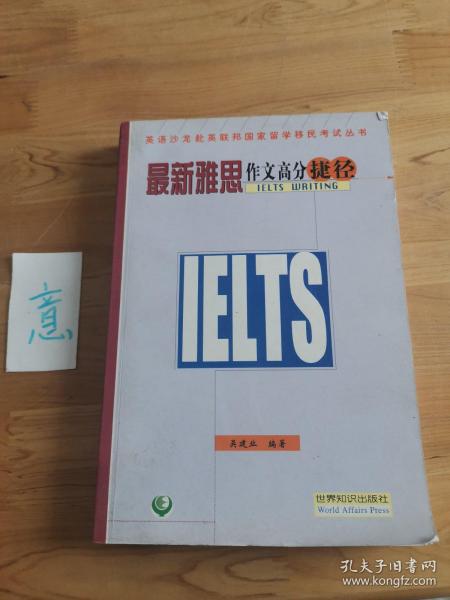 英语沙龙赴英联邦国家留学移民考试丛书
最新雅思作文高分捷径
IELTS WRITING
意
IELTS
吴建业 编著
世界知识出版社
World Affairs Press
孔夫子旧书网
www.kongfz.com